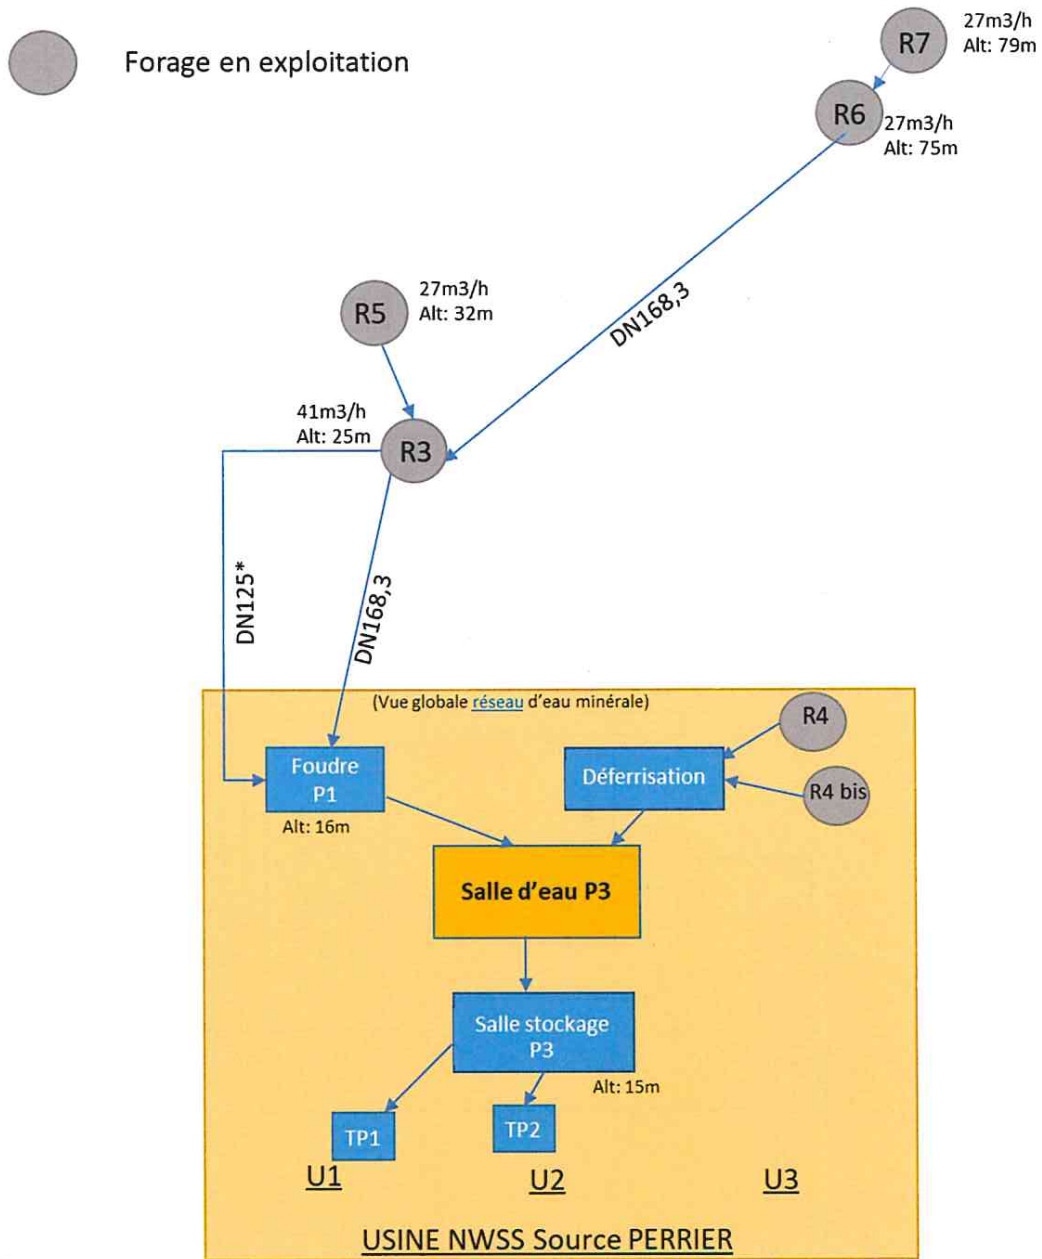 R7
27m3/h
Alt: 79m
Forage en exploitation
R6
27m3/h
Alt: 75m
R5
27m3/h
Alt: 32m
DN168,3
41m3/h
Alt: 25m
R3
DN125*
DN168,3
(Vue globale réseau d'eau minérale)
R4
Foudre
P1
Déferrisation
R4 bis
Alt: 16m
Salle d'eau P3
Salle stockage
P3
Alt: 15m
TP1
TP2
U1
U2
U3
USINE NWSS Source PERRIER